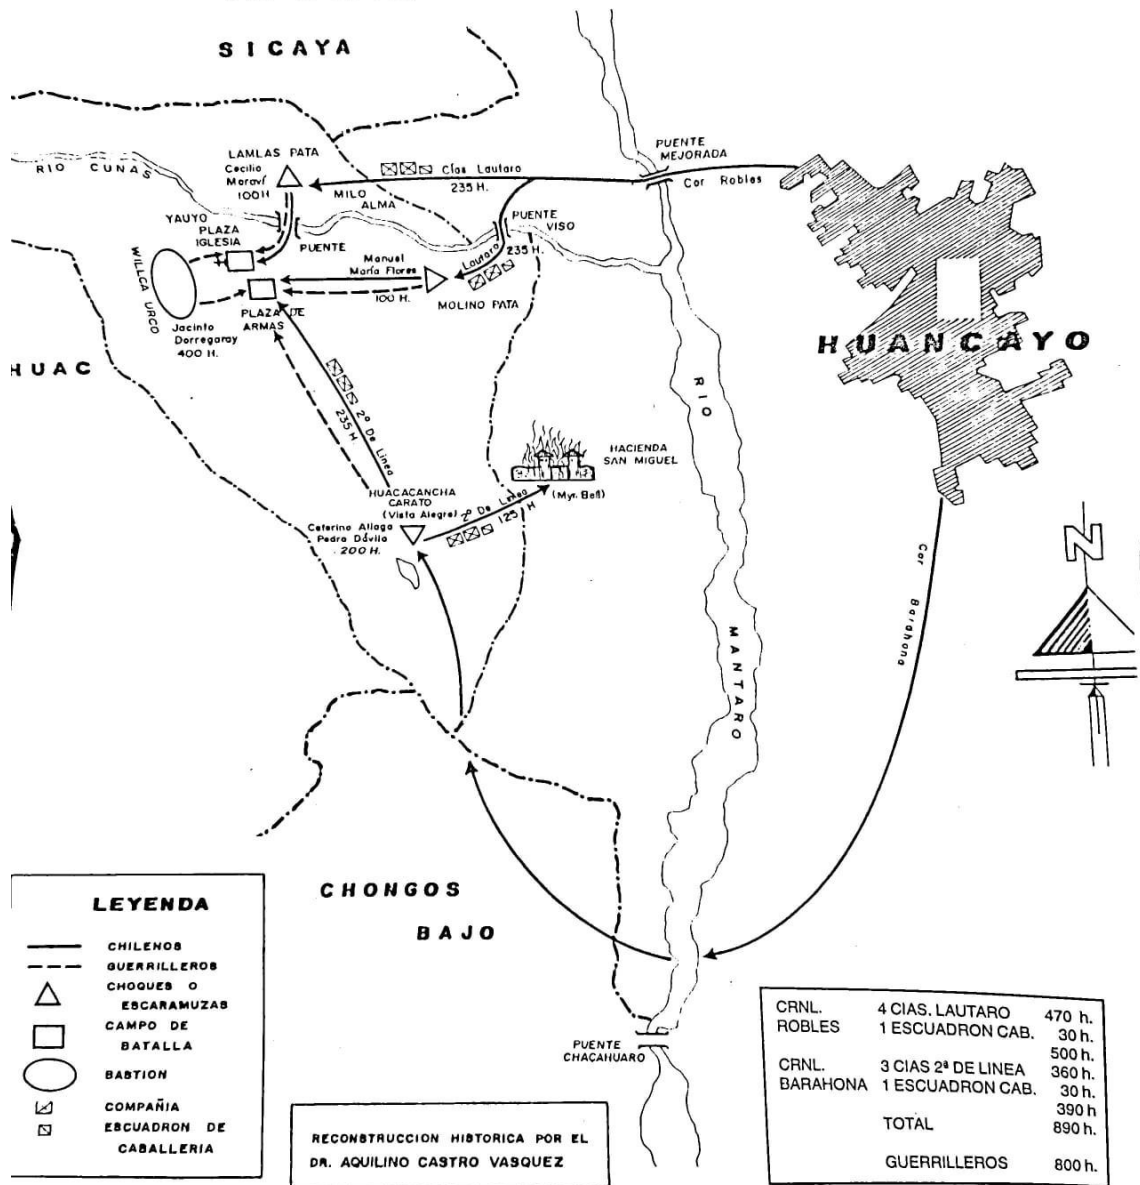 SICAYA
RIO CUNAS
LAMLAS PATA
Cecilio
Moraví
100H
MILO
ALMA
Cías Lautaro
235 H.
PUENTE
MEJORADA
Cor Robles
YAUYO
PLAZA
IGLESIA
PUENTE
PUENTE
VISO
Lautaro
235 H.
WILLCA URCO
Manuel
María Flores
100 H.
MOLINO PATA
PLAZA DE
ARMAS
Jacinto
Dorregaray
400 H.
HUAC
HUANCAYO
2º De Linea
235 H.
RIO
MANTARO
HACIENDA
SAN MIGUEL
(Myr. Bell)
HUACACANCHA
CARATO
(Vista Alegre)
Ceferino Aliaga
Pedro Dávila
200 H.
2º De Linea
125 H
Cor Barahona
N
CHONGOS
BAJO
PUENTE
CHACAHUARO
LEYENDA
CHILENOS
GUERRILLEROS
CHOQUES O
ESCARAMUZAS
CAMPO DE
BATALLA
BASTION
COMPAÑIA
ESCUADRON DE
CABALLERIA
RECONSTRUCCION HISTORICA POR EL
DR. AQUILINO CASTRO VASQUEZ
CRNL. 4 CIAS. LAUTARO 470 h.
ROBLES 1 ESCUADRON CAB. 30 h.
500 h.
CRNL. 3 CIAS 2ª DE LINEA 360 h.
BARAHONA 1 ESCUADRON CAB. 30 h.
390 h
TOTAL 890 h.
GUERRILLEROS 800 h.